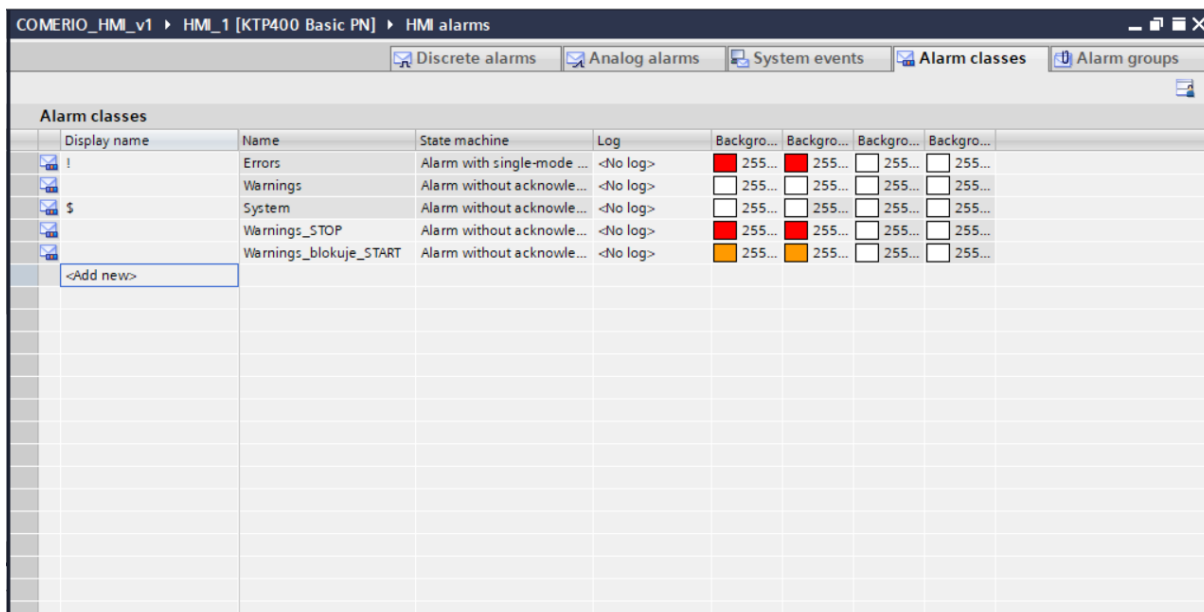 COMERIO_HMI_v1 ▸ HMI_1 [KTP400 Basic PN] ▸ HMI alarms
Discrete alarms Analog alarms System events Alarm classes Alarm groups
Alarm classes
Display name Name State machine Log Backgro... Backgro... Backgro... Backgro...
! Errors Alarm with single-mode ... <No log> 255... 255... 255... 255...
Warnings Alarm without acknowle... <No log> 255... 255... 255... 255...
$ System Alarm without acknowle... <No log> 255... 255... 255... 255...
Warnings_STOP Alarm without acknowle... <No log> 255... 255... 255... 255...
Warnings_blokuje_START Alarm without acknowle... <No log> 255... 255... 255... 255...
<Add new>